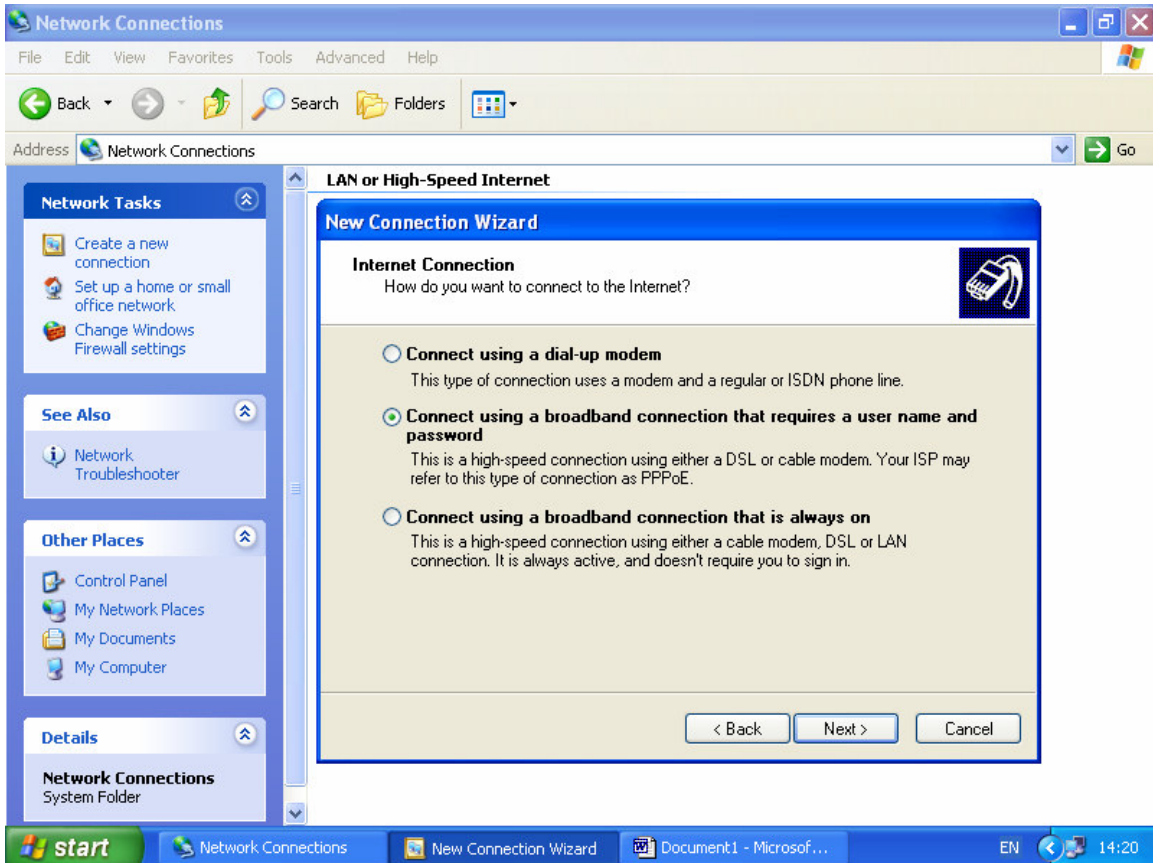 Network Connections
File Edit View Favorites Tools Advanced Help
Back Search Folders
Address Network Connections Go
Network Tasks
Create a new
connection
Set up a home or small
office network
Change Windows
Firewall settings
See Also
Network
Troubleshooter
Other Places
Control Panel
My Network Places
My Documents
My Computer
Details
Network Connections
System Folder
LAN or High-Speed Internet
New Connection Wizard
Internet Connection
How do you want to connect to the Internet?
Connect using a dial-up modem
This type of connection uses a modem and a regular or ISDN phone line.
Connect using a broadband connection that requires a user name and
password
This is a high-speed connection using either a DSL or cable modem. Your ISP may
refer to this type of connection as PPPoE.
Connect using a broadband connection that is always on
This is a high-speed connection using either a cable modem, DSL or LAN
connection. It is always active, and doesn't require you to sign in.
< Back Next > Cancel
start Network Connections New Connection Wizard Document1 - Microsof... EN 14:20